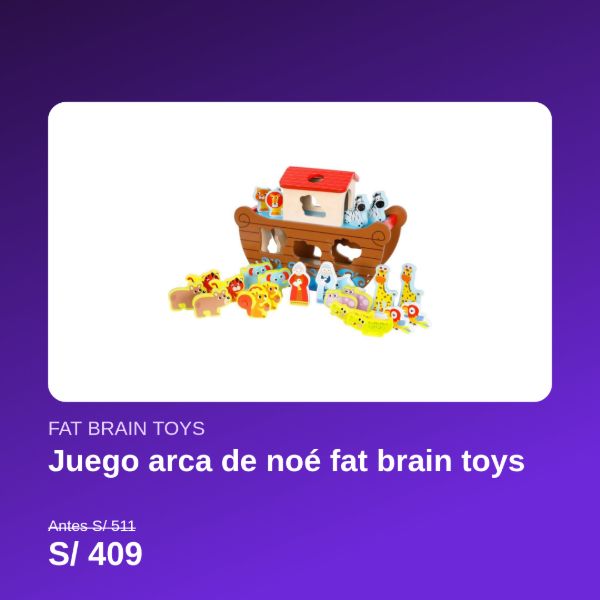 FAT BRAIN TOYS
Juego arca de noé fat brain toys
Antes S/ 511
S/ 409